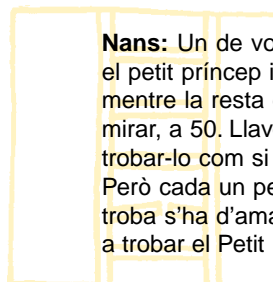 Nans: Un de vo
el petit príncep i
mentre la resta
mirar, a 50. Llav
trobar-lo com si
Però cada un pe
troba s'ha d'ama
a trobar el Petit